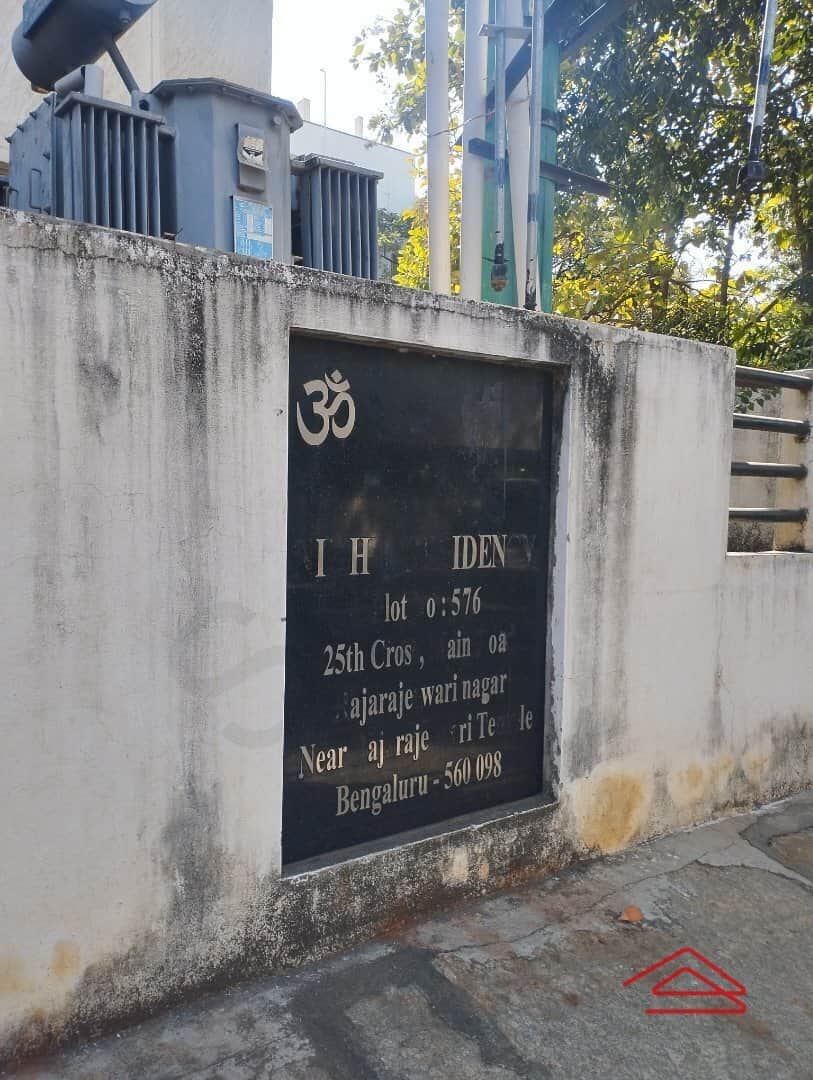 ॐ
I H IDEN
lot o : 576
25th Cros , ain oa
ajaraje wari nagar
Near aj raje ri Te le
Bengaluru - 560 098